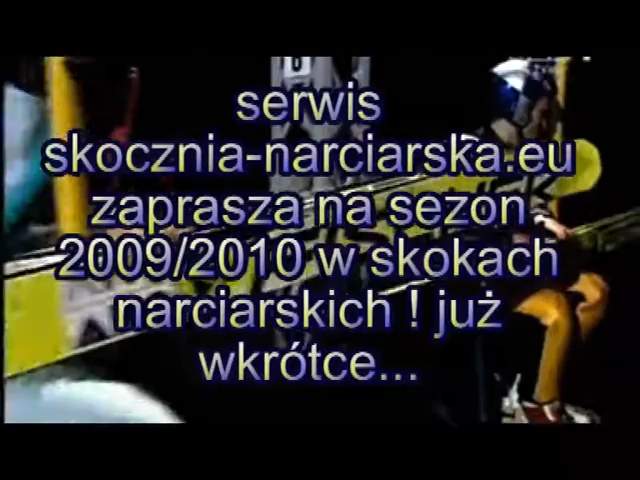 serwis
skocznia-narciarska.eu
zaprasza na sezon
2009/2010 w skokach
narciarskich ! już
wkrótce...